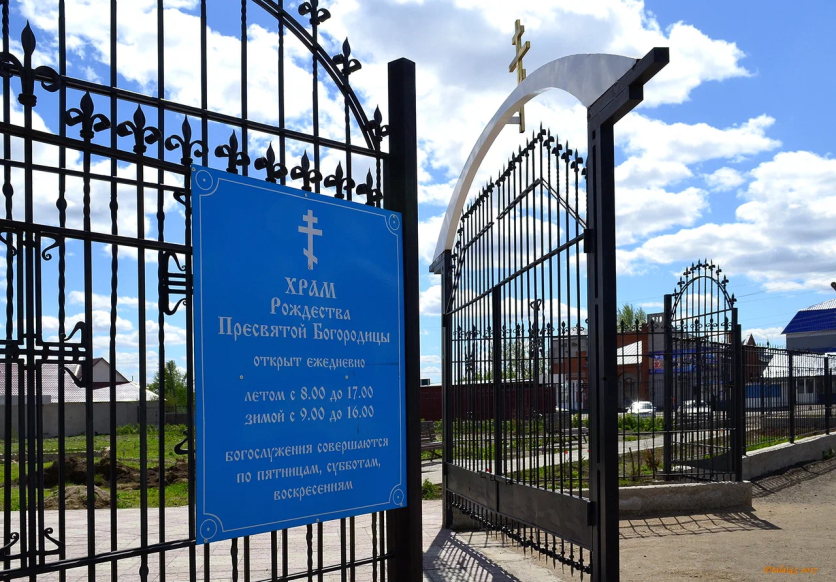 ХРАМ
Рождества
Пресвятой Богородицы
открыт ежедневно
летом с 8.00 до 17.00
зимой с 9.00 до 16.00
богослужения совершаются
по пятницам, субботам,
воскресениям